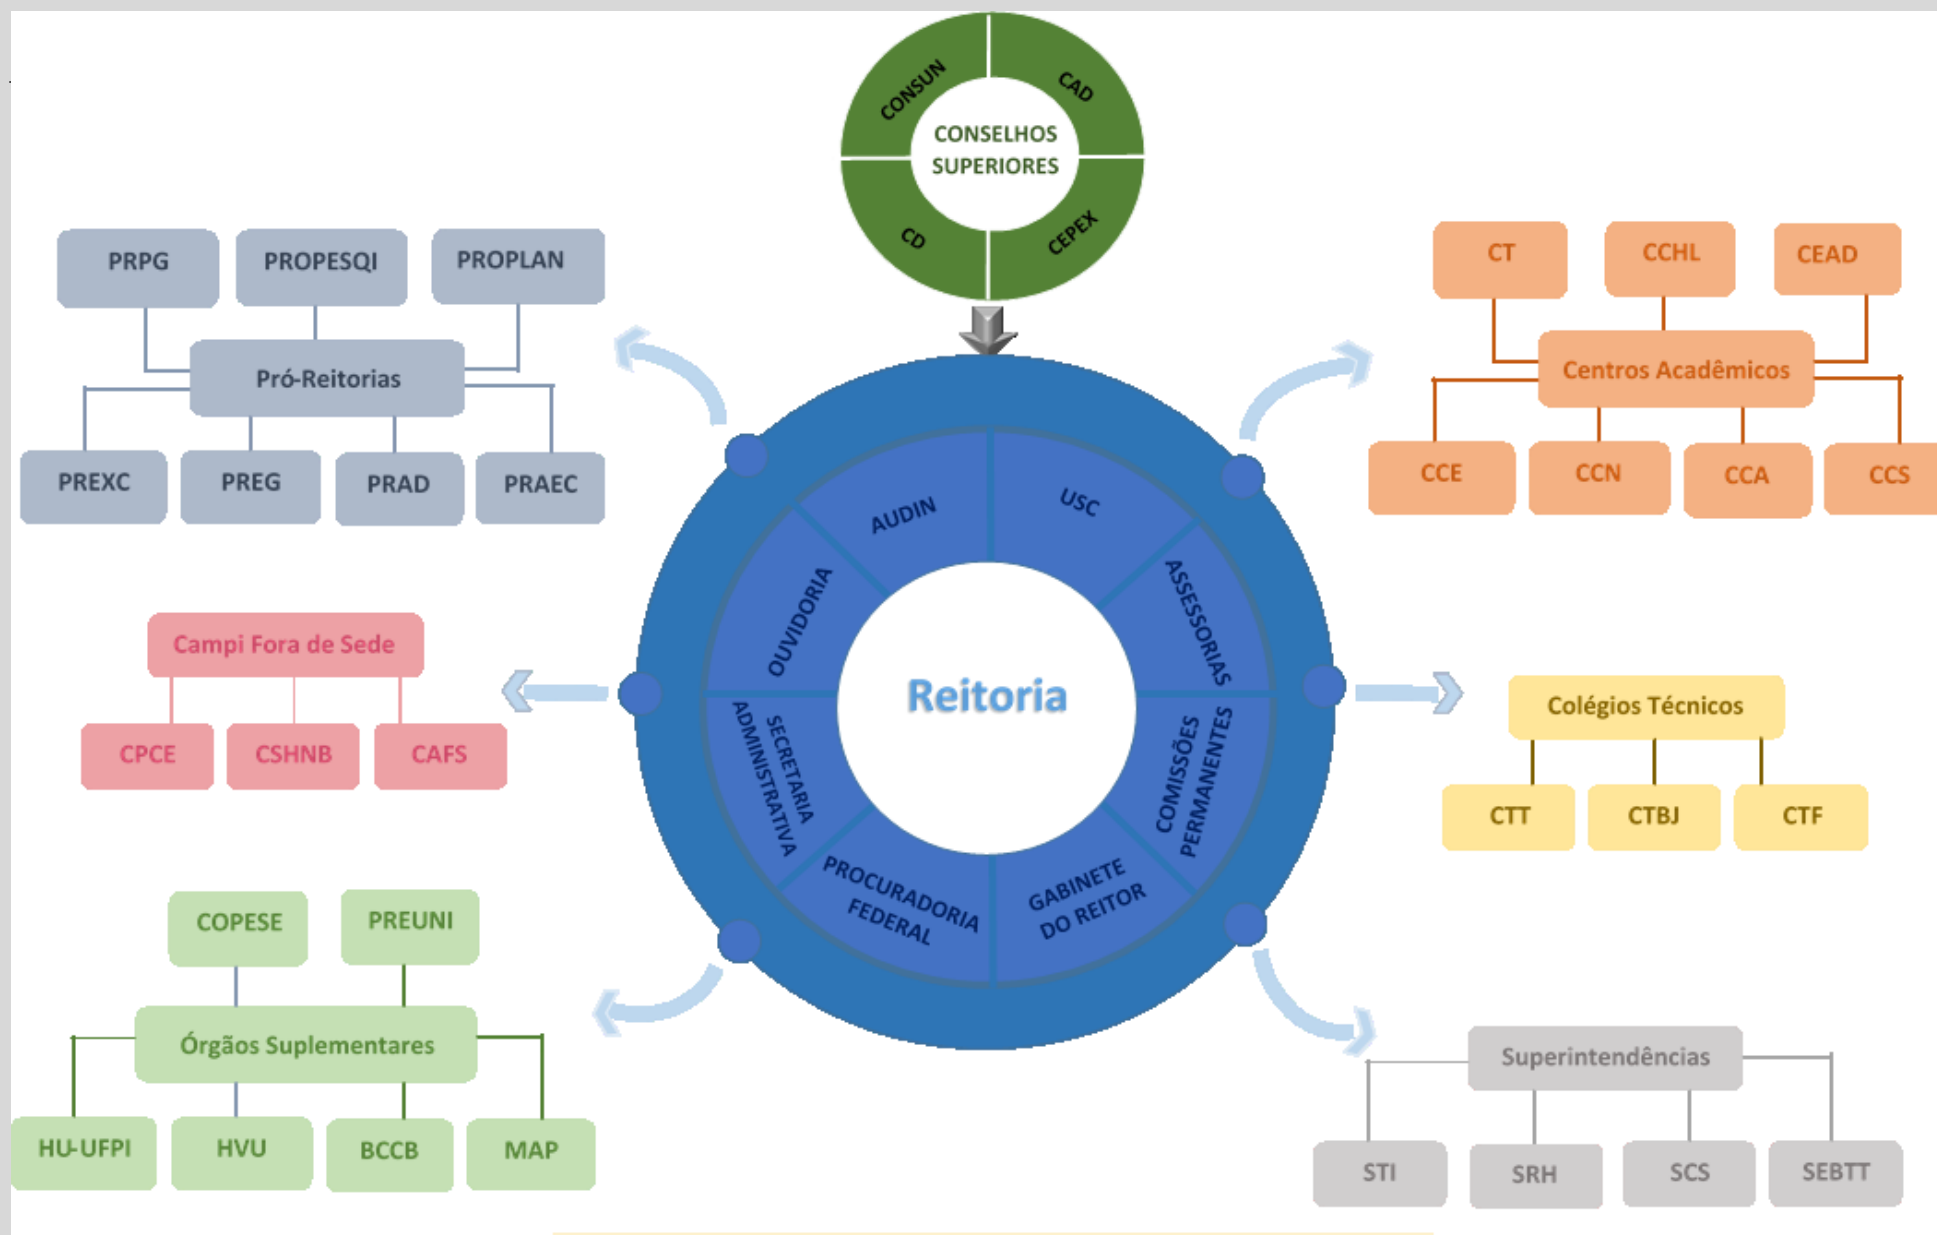 CONSUN
CAD
CONSELHOS
SUPERIORES
CD
CEPEX
PRPG
PROPESQI
PROPLAN
Pró-Reitorias
PREXC
PREG
PRAD
PRAEC
CT
CCHL
CEAD
Centros Acadêmicos
CCE
CCN
CCA
CCS
AUDIN
USC
OUVIDORIA
ASSESSORIAS
Reitoria
SECRETARIA
ADMINISTRATIVA
COMISSÕES
PERMANENTES
PROCURADORIA
FEDERAL
GABINETE
DO REITOR
Campi Fora de Sede
CPCE
CSHNB
CAFS
Colégios Técnicos
CTT
CTBJ
CTF
COPESE
PREUNI
Órgãos Suplementares
HU-UFPI
HVU
BCCB
MAP
Superintendências
STI
SRH
SCS
SEBTT